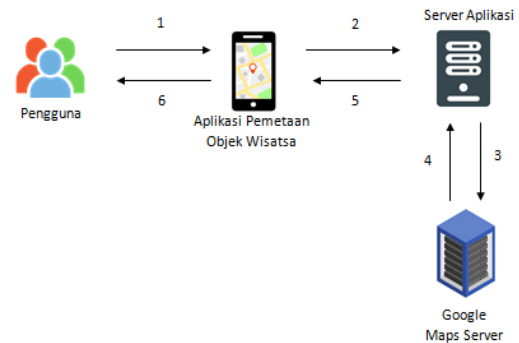 Server Aplikasi
1
2
Pengguna
6
5
Aplikasi Pemetaan
Objek Wisatsa
4
3
Google
Maps Server